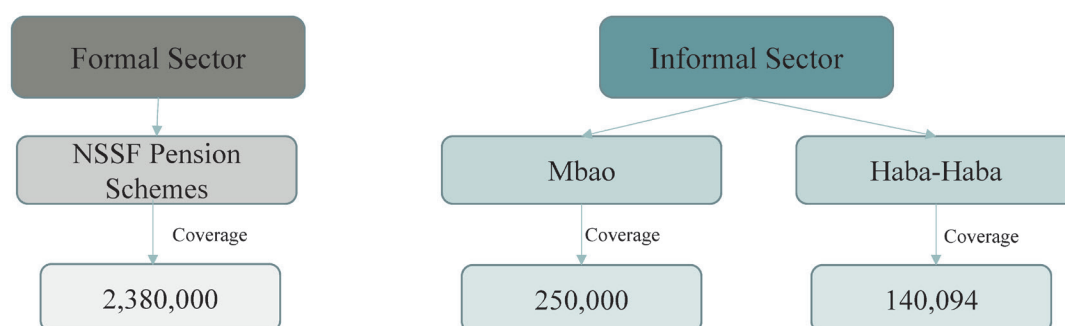 Formal Sector
Informal Sector
NSSF Pension
Schemes
Mbao
Haba-Haba
Coverage
Coverage
Coverage
2,380,000
250,000
140,094